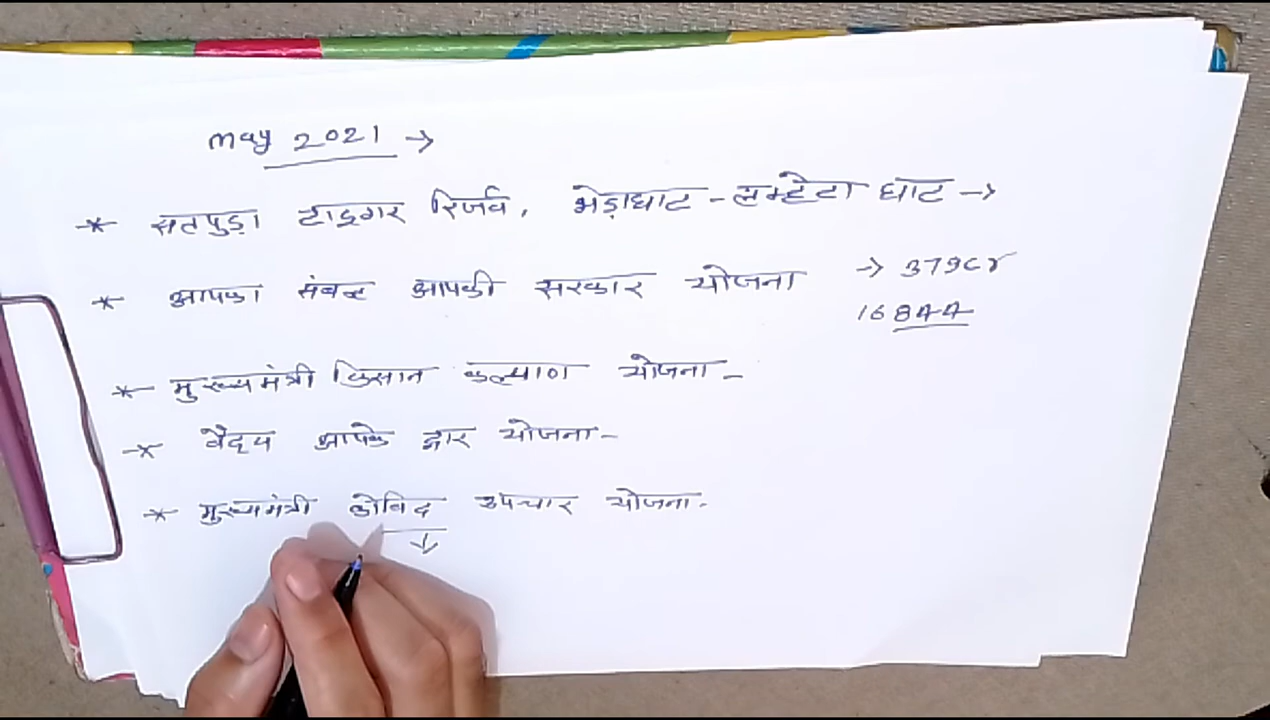 may 2021 →
* सतपुड़ा टाइगर रिर्जव, भेड़ाघाट - लम्हेटा घाट →
* आपका संबल आपकी सरकार योजना → 379Cr
16844
* मुख्यमंत्री किसान कल्याण योजना -
* वैद्य आपके द्वार योजना -
* मुख्यमंत्री कोविद उपचार योजना -
↓